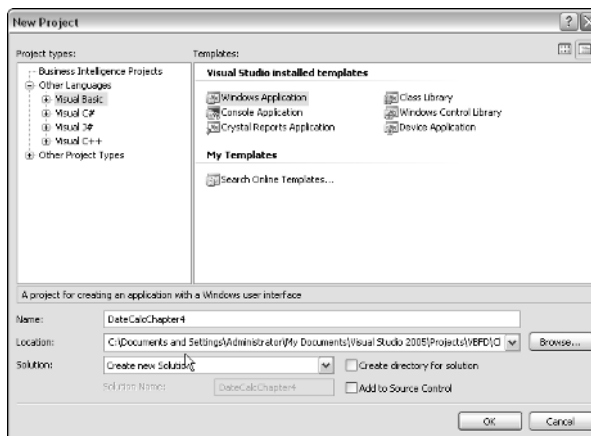 New Project
Project types:
Templates:
Business Intelligence Projects
Other Languages
Visual Basic
Visual C#
Visual J#
Visual C++
Other Project Types
Visual Studio installed templates
Windows Application
Class Library
Console Application
Windows Control Library
Crystal Reports Application
Device Application
My Templates
Search Online Templates...
A project for creating an application with a Windows user interface
Name: DateCalcChapter4
Location: C:\Documents and Settings\Administrator\My Documents\Visual Studio 2005\Projects\VBFD\Cl Browse...
Solution: Create new Solution Create directory for solution
Solution Name: DateCalcChapter4 Add to Source Control
OK Cancel